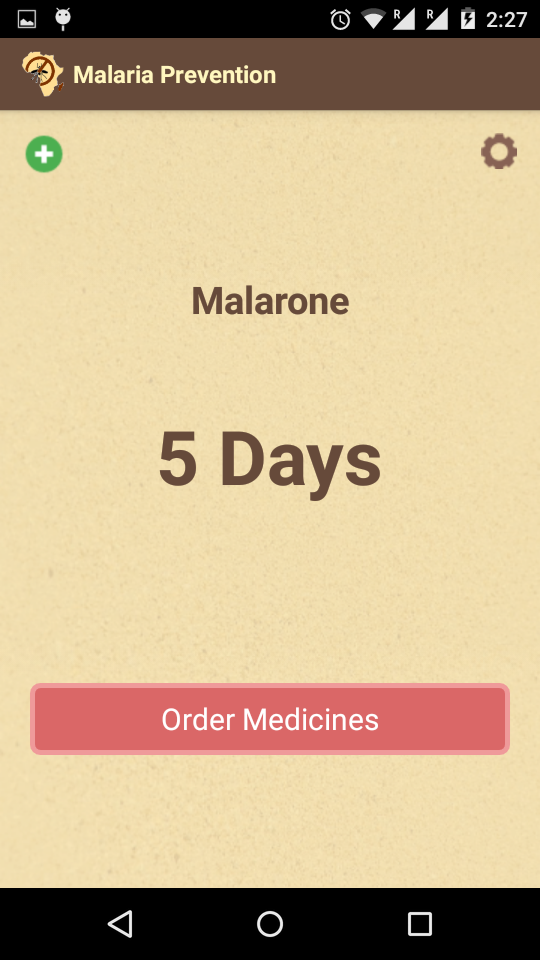 R R 2:27
Malaria Prevention
Malarone
5 Days
Order Medicines